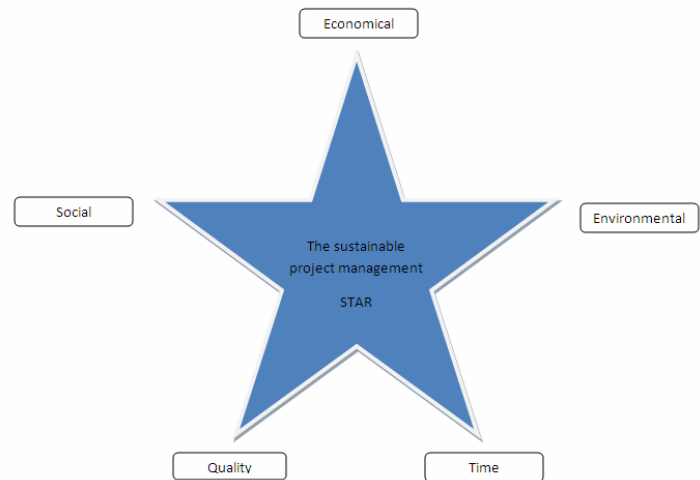 Economical
Social
Environmental
The sustainable
project management
STAR
Quality
Time